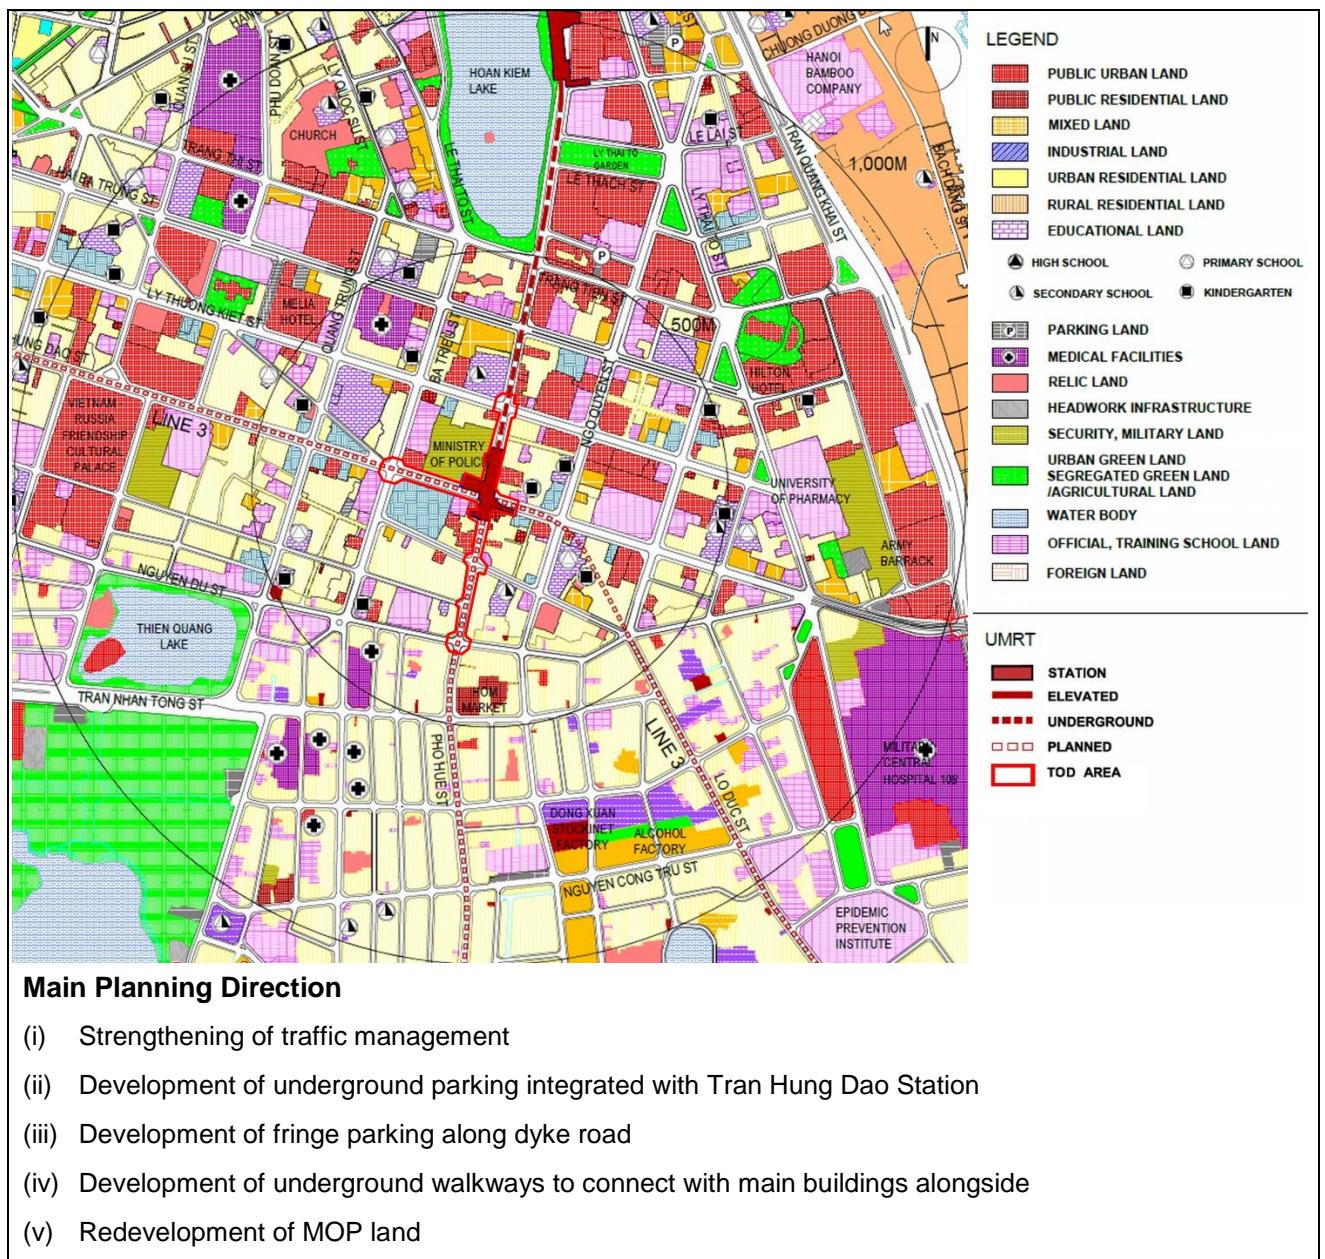 HOAN KIEM
LAKE
CHUONG DUONG
HANOI
BAMBOO
COMPANY
N
P
PHU DOAN ST
LY QUOC SU ST
CHURCH
TRANG THI ST
HAI BA TRUNG ST
LE THAI TO ST
LY THAI TO
GARDEN
LE THACH ST
LE LAI ST
LY THAI TO ST
TRAN QUANG KHAI ST
1,000M
BACH DANG ST
P
TRANG TIEN ST
MELIA
HOTEL
LY THUONG KIET ST
QUANG TRUNG ST
BA TRIEU ST
500M
HILTON
HOTEL
NGO QUYEN ST
HUNG DAO ST
VIETNAM
RUSSIA
FRIENDSHIP
CULTURAL
PALACE
LINE 3
MINISTRY
OF POLICE
UNIVERSITY
OF PHARMACY
ARMY
BARRACK
NGUYEN DU ST
THIEN QUANG
LAKE
TRAN NHAN TONG ST
HOM
MARKET
PHO HUE ST
LINE 3
LO DUC ST
MILITARY
CENTRAL
HOSPITAL 108
DONG XUAN
STOCKINET
FACTORY
ALCOHOL
FACTORY
NGUYEN CONG TRU ST
EPIDEMIC
PREVENTION
INSTITUTE
LEGEND
PUBLIC URBAN LAND
PUBLIC RESIDENTIAL LAND
MIXED LAND
INDUSTRIAL LAND
URBAN RESIDENTIAL LAND
RURAL RESIDENTIAL LAND
EDUCATIONAL LAND
HIGH SCHOOL PRIMARY SCHOOL
SECONDARY SCHOOL KINDERGARTEN
P PARKING LAND
MEDICAL FACILITIES
RELIC LAND
HEADWORK INFRASTRUCTURE
SECURITY, MILITARY LAND
URBAN GREEN LAND
SEGREGATED GREEN LAND
/AGRICULTURAL LAND
WATER BODY
OFFICIAL, TRAINING SCHOOL LAND
FOREIGN LAND
UMRT
STATION
ELEVATED
UNDERGROUND
PLANNED
TOD AREA
Main Planning Direction
(i) Strengthening of traffic management
(ii) Development of underground parking integrated with Tran Hung Dao Station
(iii) Development of fringe parking along dyke road
(iv) Development of underground walkways to connect with main buildings alongside
(v) Redevelopment of MOP land